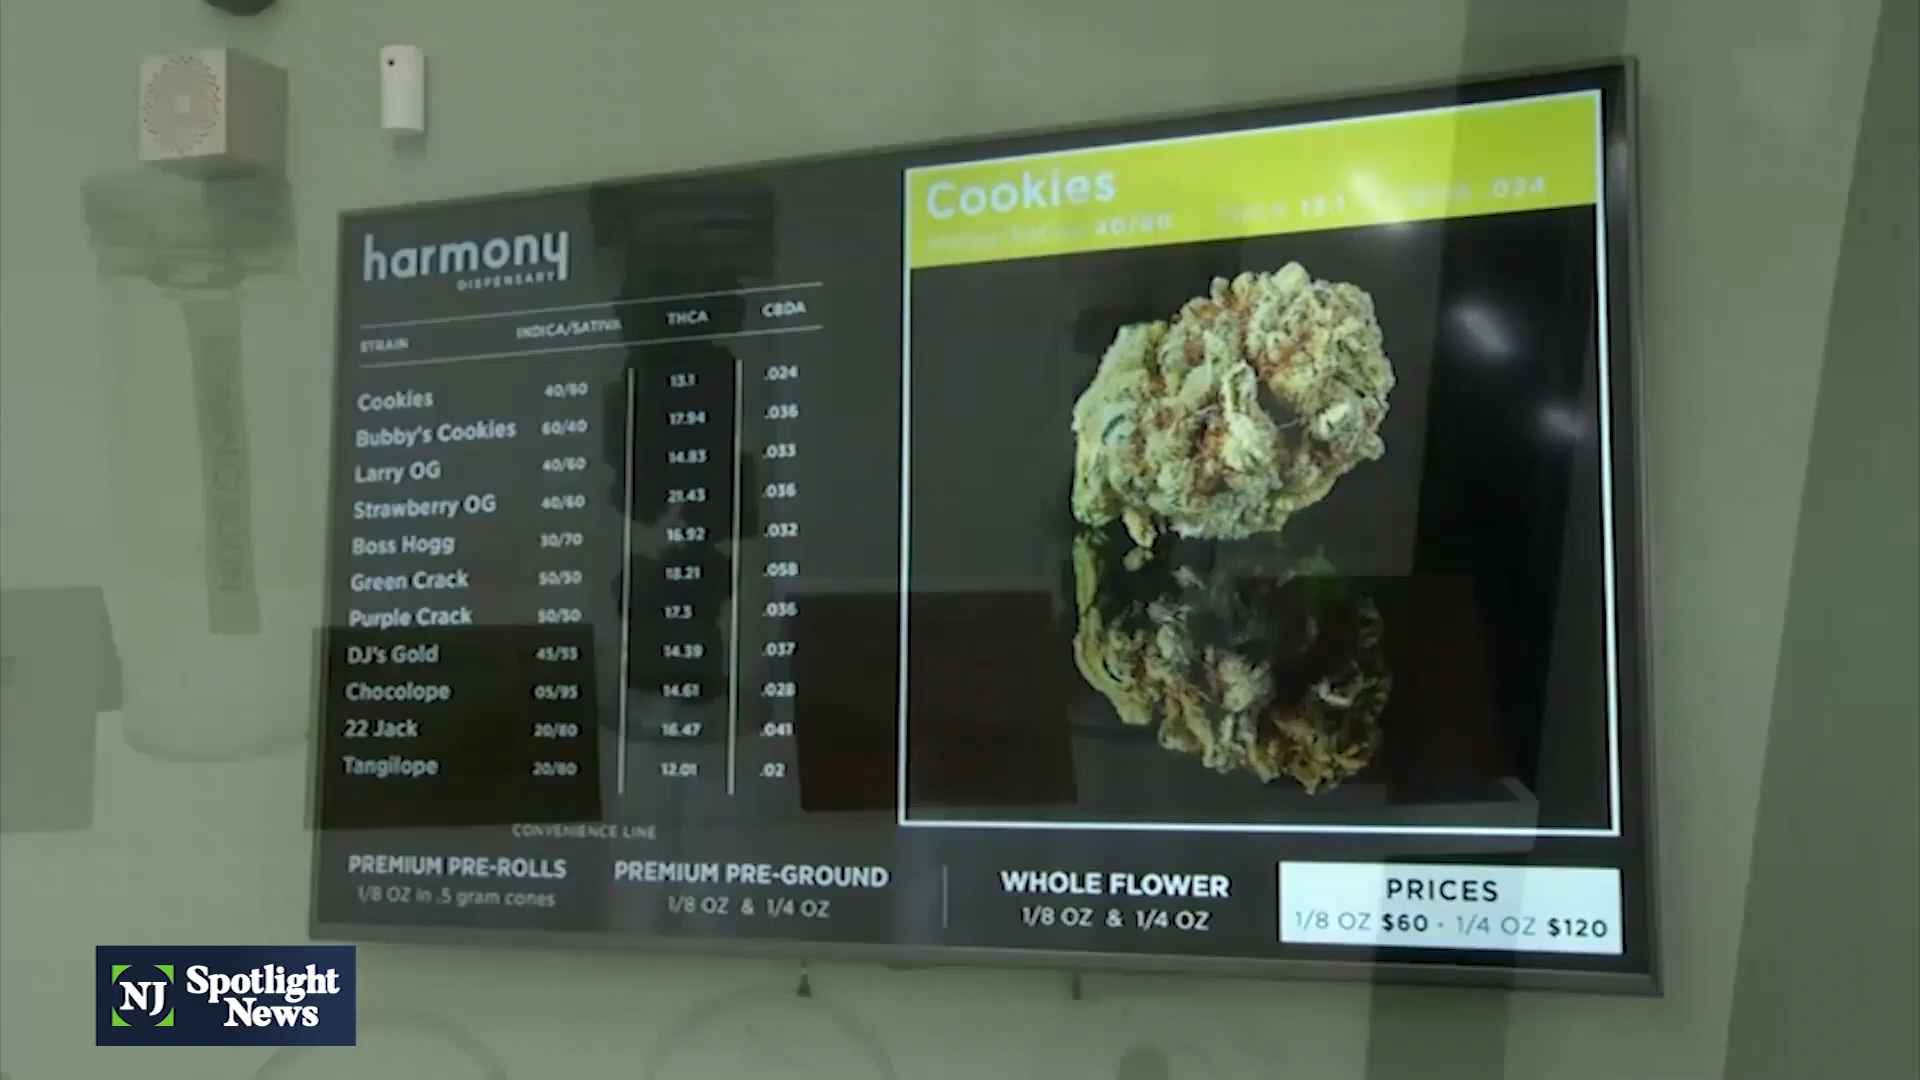 harmony
DISPENSARY
STRAIN INDICA/SATIVA THCA CBDA
Cookies 40/60 13.1 .024
Bubby's Cookies 60/40 17.94 .036
Larry OG 40/60 14.83 .033
Strawberry OG 40/60 21.43 .036
Boss Hogg 30/70 16.92 .032
Green Crack 50/50 18.21 .058
Purple Crack 50/50 17.3 .036
DJ's Gold 45/55 14.39 .037
Chocolope 05/95 14.61 .028
22 Jack 20/80 16.47 .041
Tangilope 20/80 12.01 .02
CONVENIENCE LINE
PREMIUM PRE-ROLLS
1/8 OZ in .5 gram cones
PREMIUM PRE-GROUND
1/8 OZ & 1/4 OZ
Cookies
40/60 THCA 13.1 .024
WHOLE FLOWER
1/8 OZ & 1/4 OZ
PRICES
1/8 OZ $60 - 1/4 OZ $120
NJ Spotlight
News